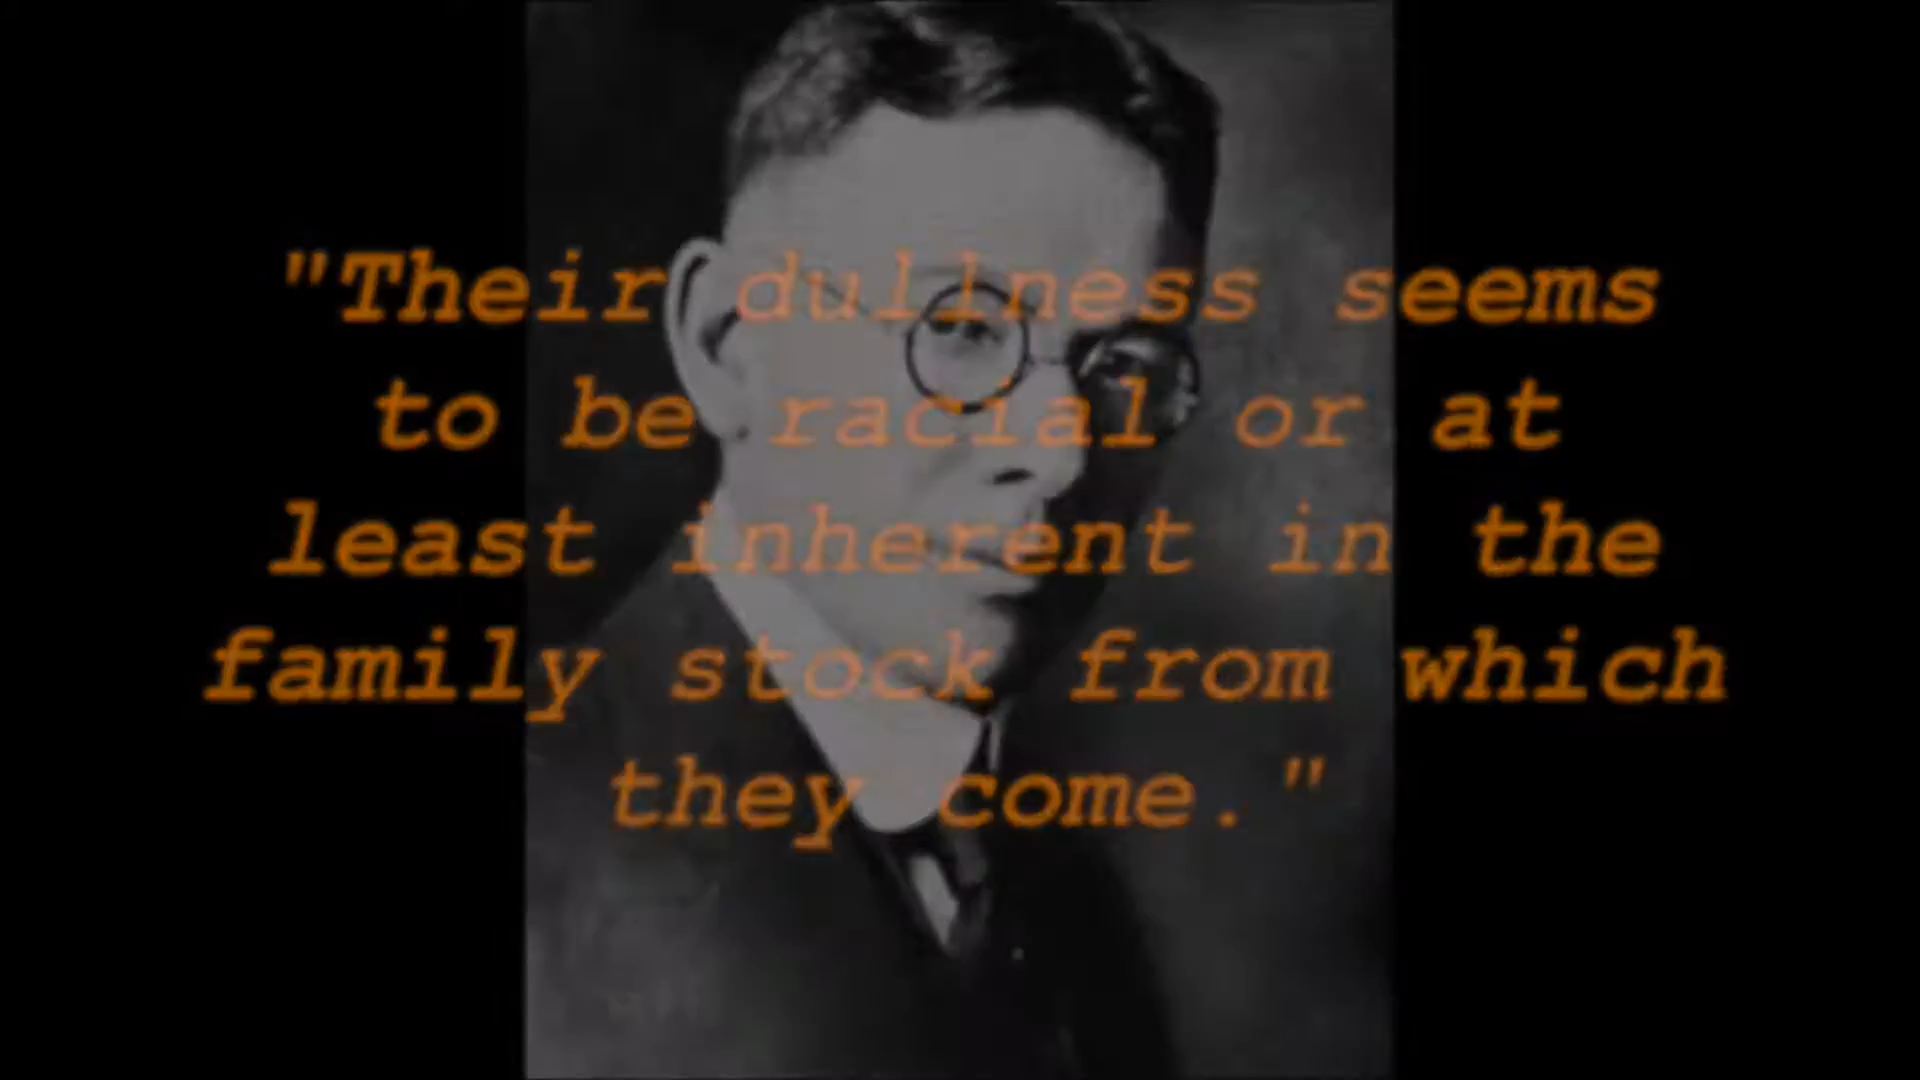 "Their dullness seems
to be racial or at
least inherent in the
family stock from which
they come."